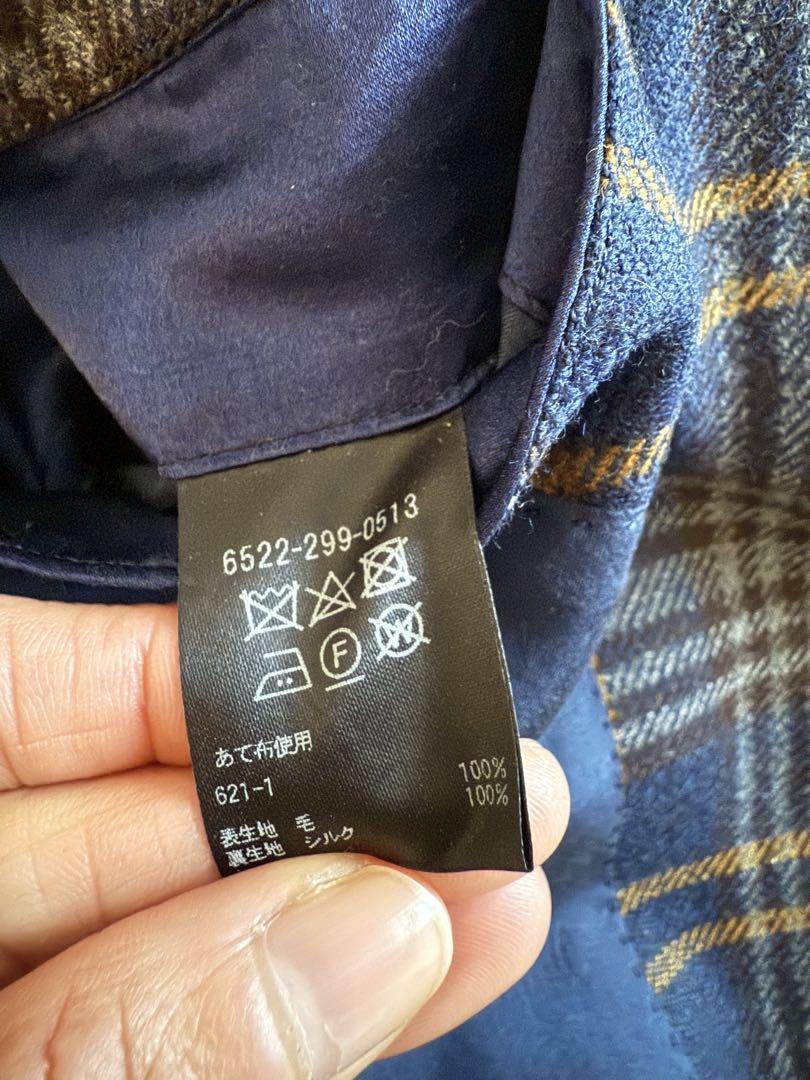 6522-299-0513
F
W
あて布使用
621-1
表生地 毛 100%
裏生地 シルク 100%